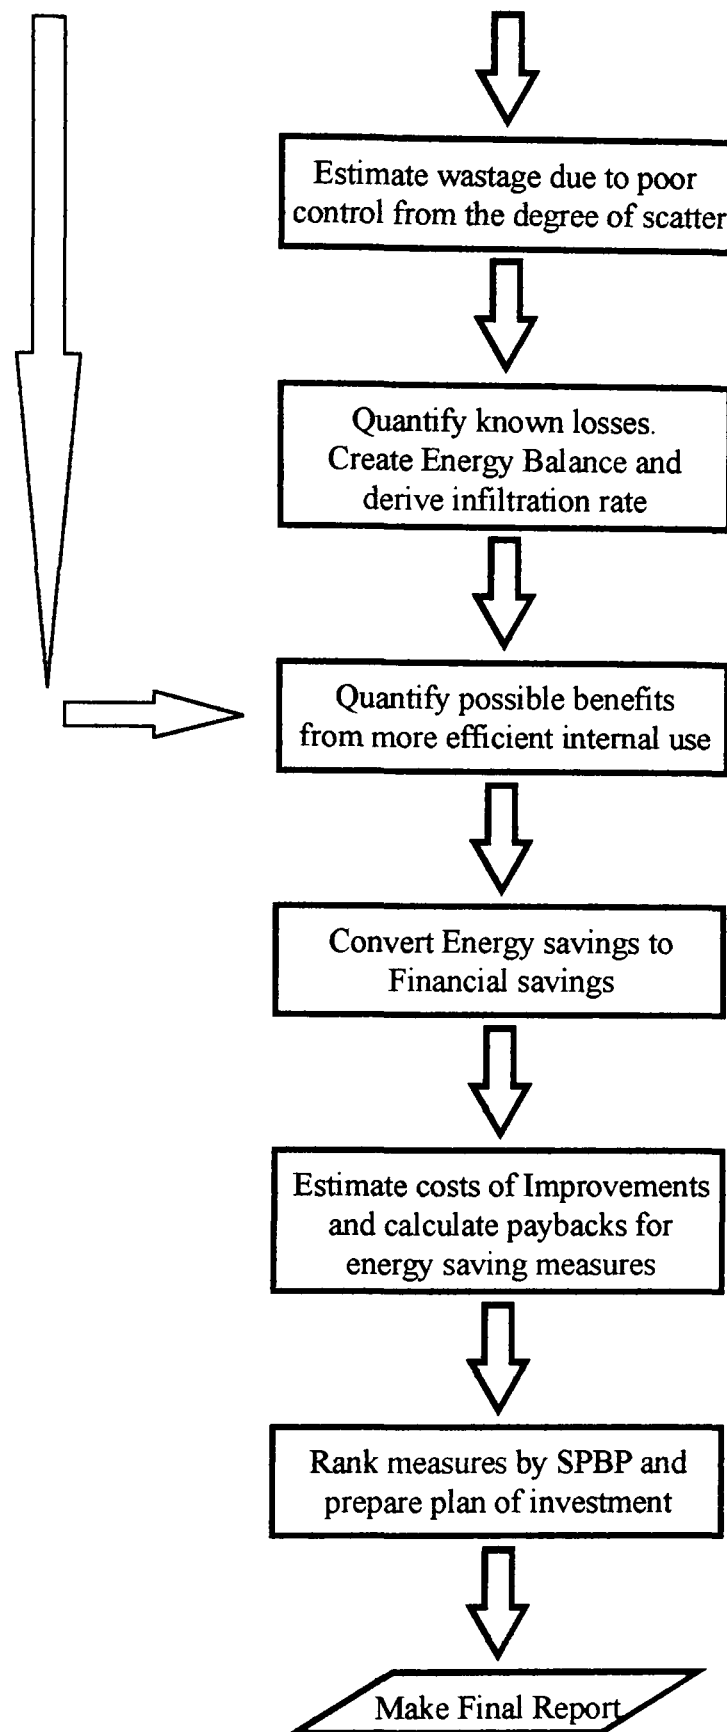 Estimate wastage due to poor
control from the degree of scatter
Quantify known losses.
Create Energy Balance and
derive infiltration rate
Quantify possible benefits
from more efficient internal use
Convert Energy savings to
Financial savings
Estimate costs of Improvements
and calculate paybacks for
energy saving measures
Rank measures by SPBP and
prepare plan of investment
Make Final Report